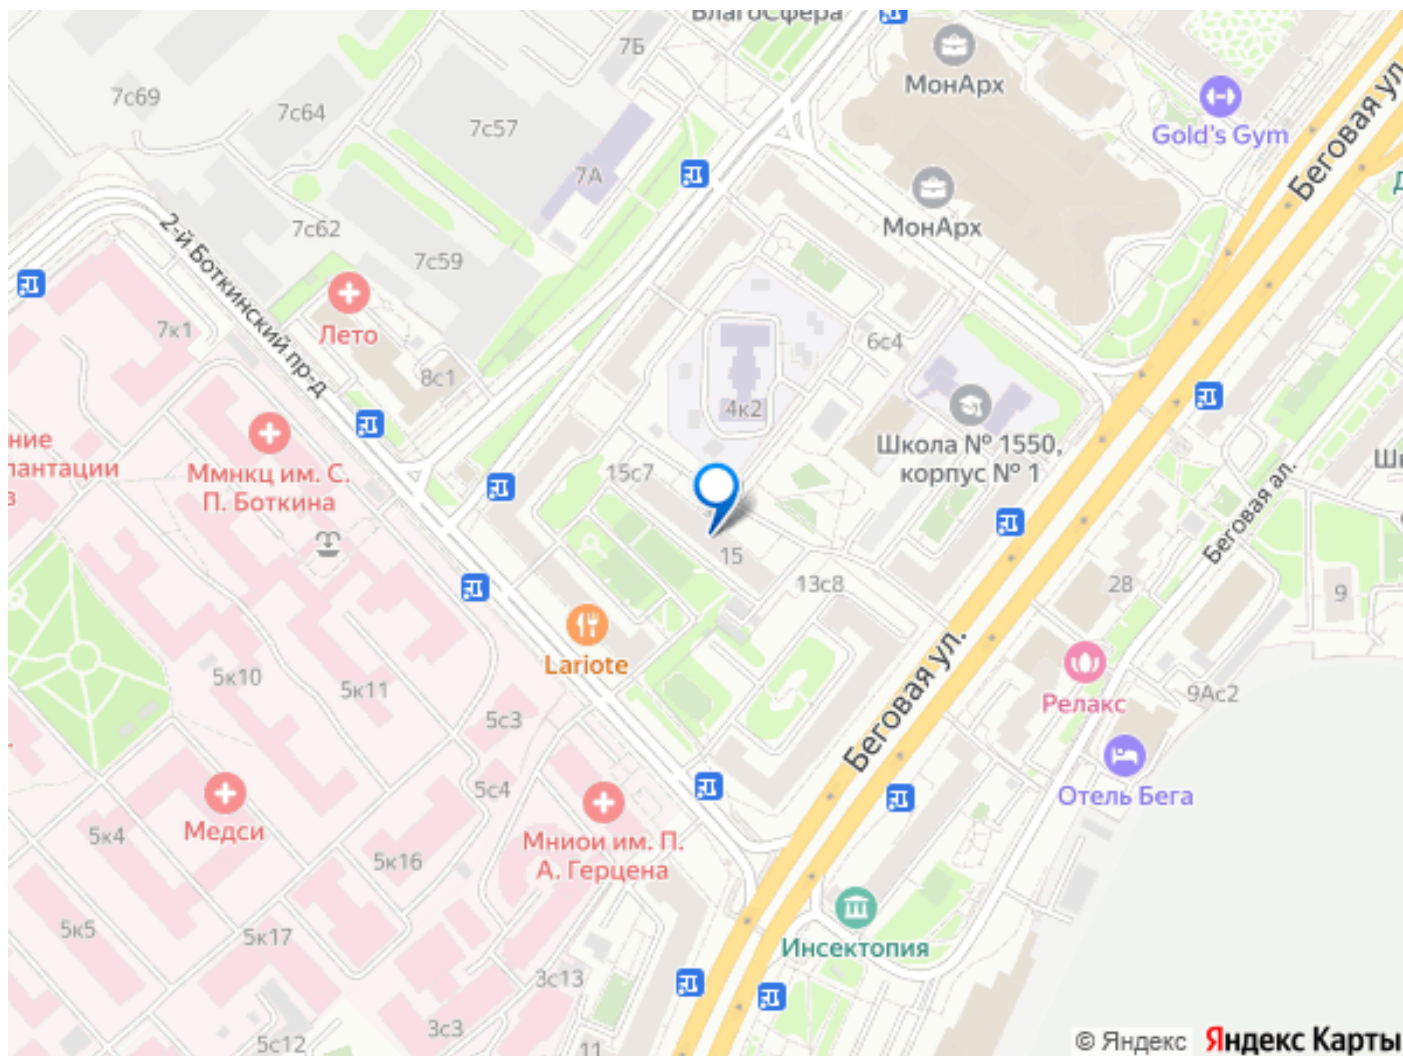 БлагоСфера
7Б
МонАрх
7с69
7с64
7с57
Gold's Gym
Беговая ул.
7А
МонАрх
7с62
7с59
2-й Боткинский пр-д
Лето
7к1
6с4
8с1
4к2
Школа № 1550,
корпус № 1
ние
плантации
Ммнкц им. С.
П. Боткина
15с7
15
13с8
Беговая ал.
28
9
Lariote
Беговая ул.
5к10
5к11
5с3
Релакс
9Ас2
5с4
Отель Бега
Медси
5к4
5к16
Мниои им. П.
А. Герцена
5к5
5к17
Инсектопия
3с13
3с3
5с12
11
© Яндекс Яндекс Карты